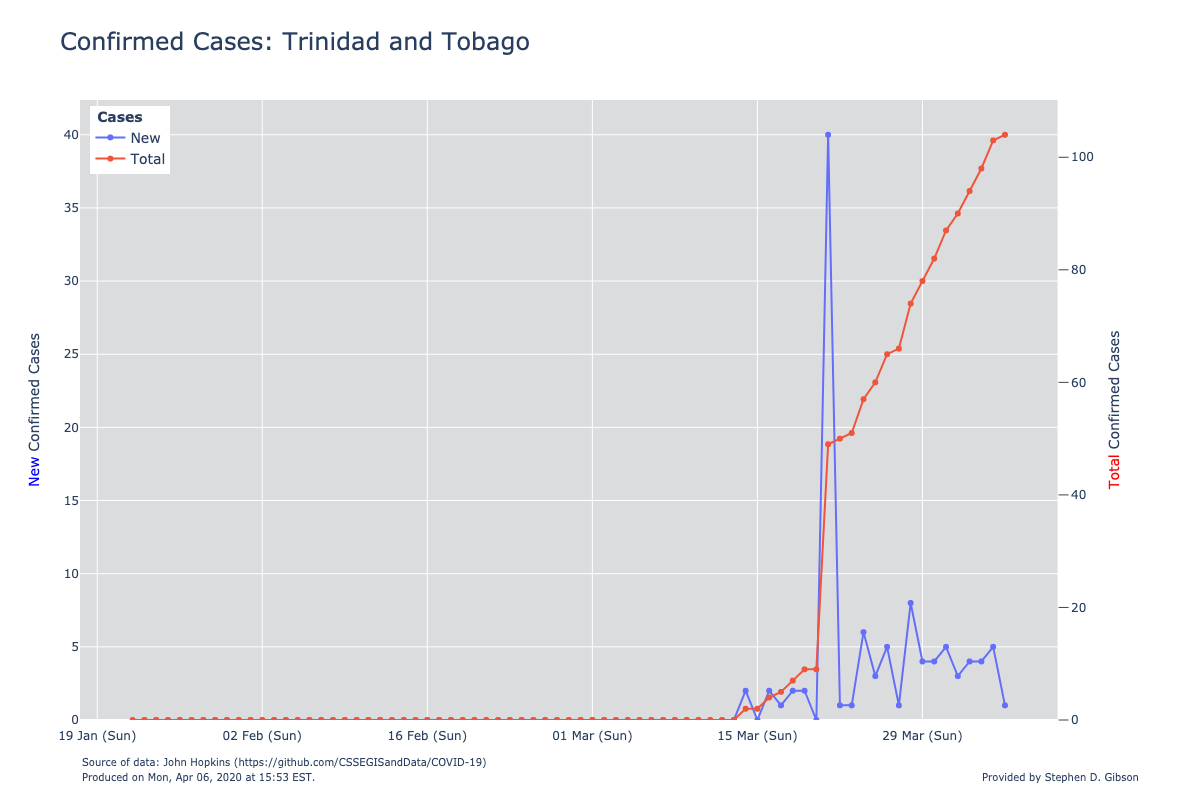 Confirmed Cases: Trinidad and Tobago
Cases
New
Total
40
35
30
25
20
15
10
5
0
100
80
60
40
20
0
New Confirmed Cases
Total Confirmed Cases
19 Jan (Sun)
02 Feb (Sun)
16 Feb (Sun)
01 Mar (Sun)
15 Mar (Sun)
29 Mar (Sun)
Source of data: John Hopkins (https://github.com/CSSEGISandData/COVID-19)
Produced on Mon, Apr 06, 2020 at 15:53 EST.
Provided by Stephen D. Gibson